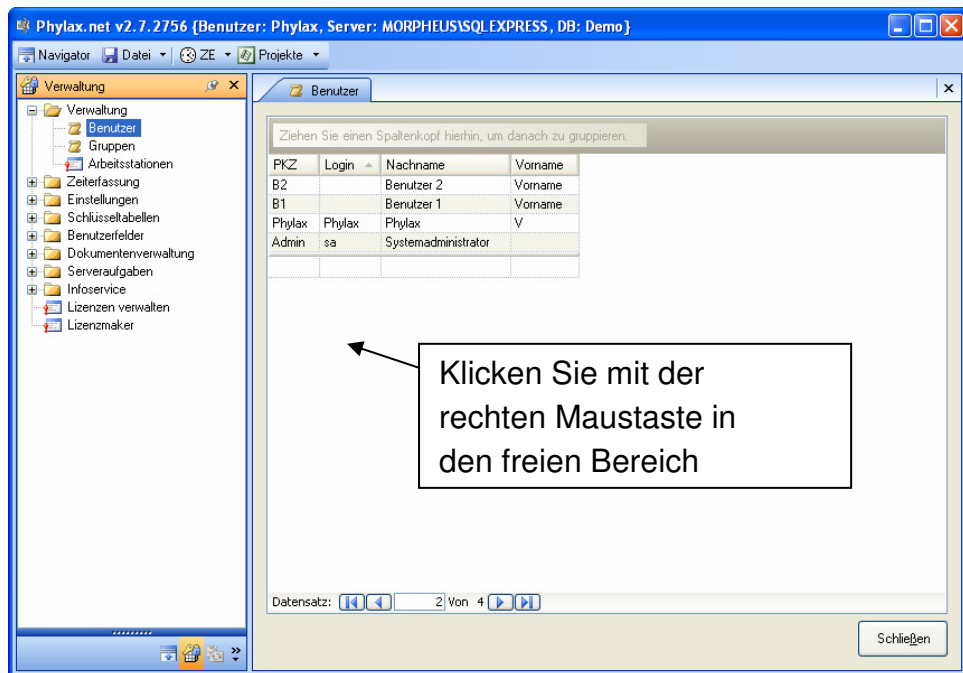 Phylax.net v2.7.2756 {Benutzer: Phylax, Server: MORPHEUS\SQLEXPRESS, DB: Demo}
Navigator Datei ZE Projekte
Verwaltung
Verwaltung
Benutzer
Gruppen
Arbeitsstationen
Zeiterfassung
Einstellungen
Schlüsseltabellen
Benutzerfelder
Dokumentenverwaltung
Serveraufgaben
Infoservice
Lizenzen verwalten
Lizenzmaker
Benutzer
Ziehen Sie einen Spaltenkopf hierhin, um danach zu gruppieren.
PKZ Login Nachname Vorname
B2 Benutzer 2 Vorname
B1 Benutzer 1 Vorname
Phylax Phylax Phylax V
Admin sa Systemadministrator
Klicken Sie mit der
rechten Maustaste in
den freien Bereich
Datensatz: 2 Von 4
Schließen